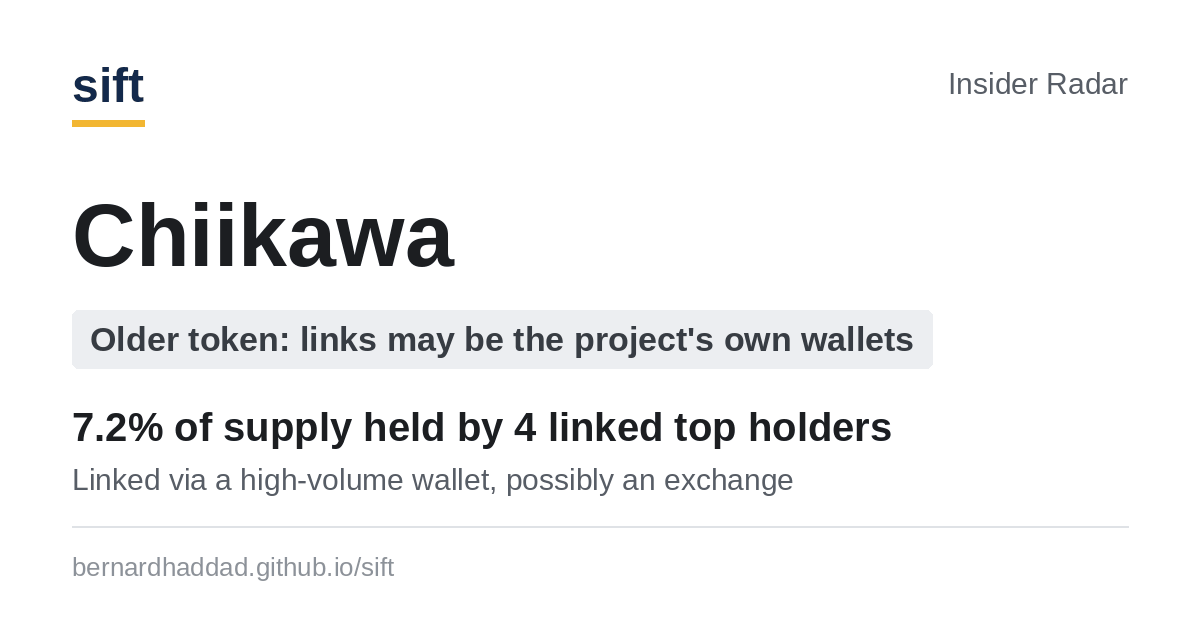 sift
Insider Radar
Chiikawa
Older token: links may be the project's own wallets
7.2% of supply held by 4 linked top holders
Linked via a high-volume wallet, possibly an exchange
bernardhaddad.github.io/sift